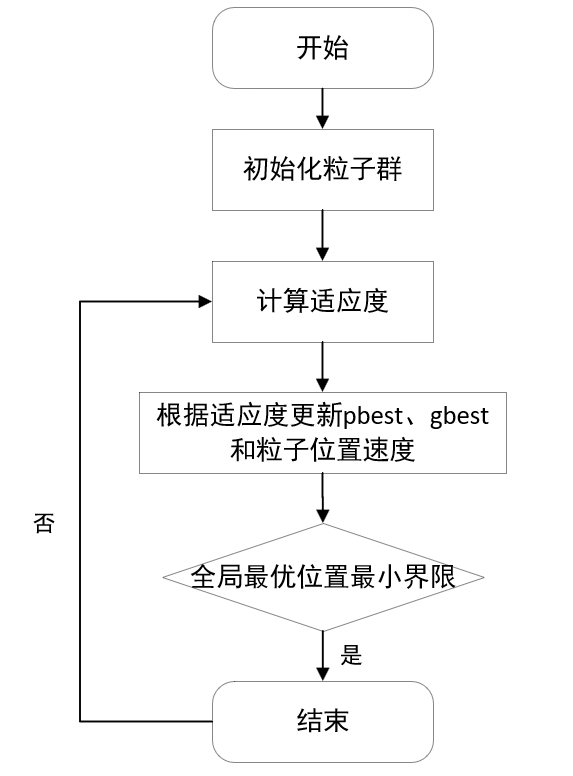 开始
初始化粒子群
计算适应度
根据适应度更新pbest、gbest
和粒子位置速度
否
全局最优位置最小界限
是
结束